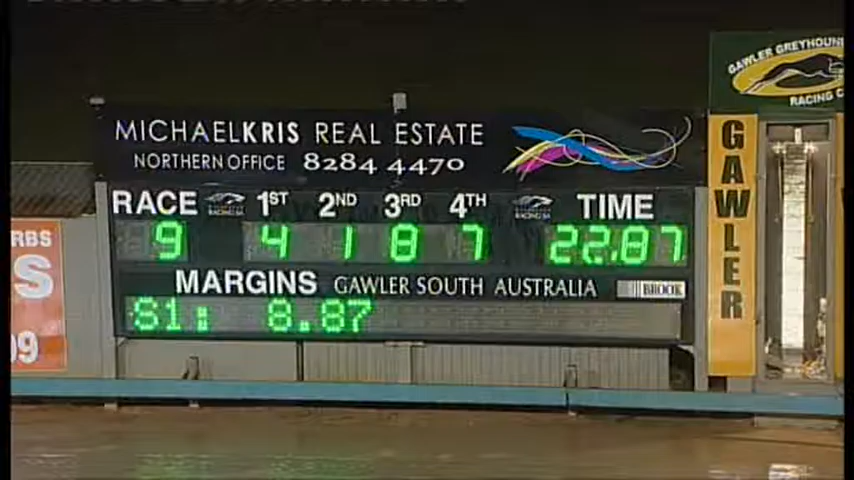 GAWLER GREYHOUND
RACING C
MICHAELKRIS REAL ESTATE
NORTHERN OFFICE 8284 4470
RACE 1ST 2ND 3RD 4TH TIME
9 4 1 8 7 22.87
MARGINS GAWLER SOUTH AUSTRALIA BROOK
S1: 8.87
GAWLER
RBS
S
09